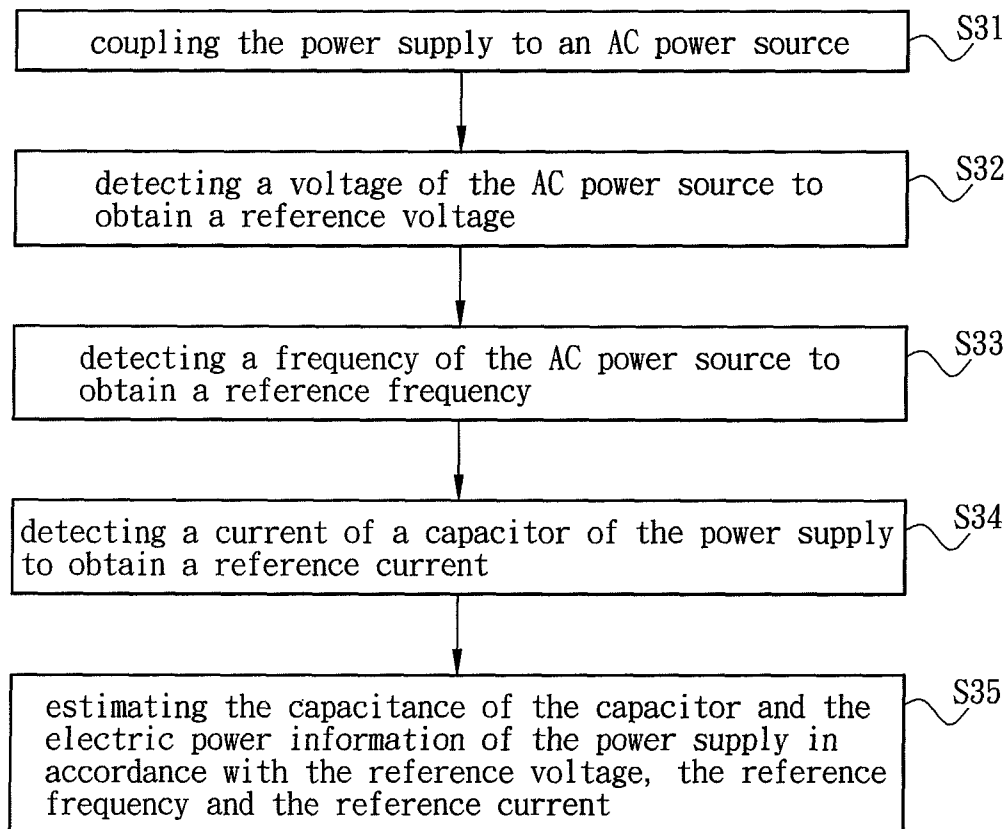 coupling the power supply to an AC power source
S31
detecting a voltage of the AC power source to
obtain a reference voltage
S32
detecting a frequency of the AC power source to
obtain a reference frequency
S33
detecting a current of a capacitor of the power supply
to obtain a reference current
S34
estimating the capacitance of the capacitor and the
electric power information of the power supply in
accordance with the reference voltage, the reference
frequency and the reference current
S35